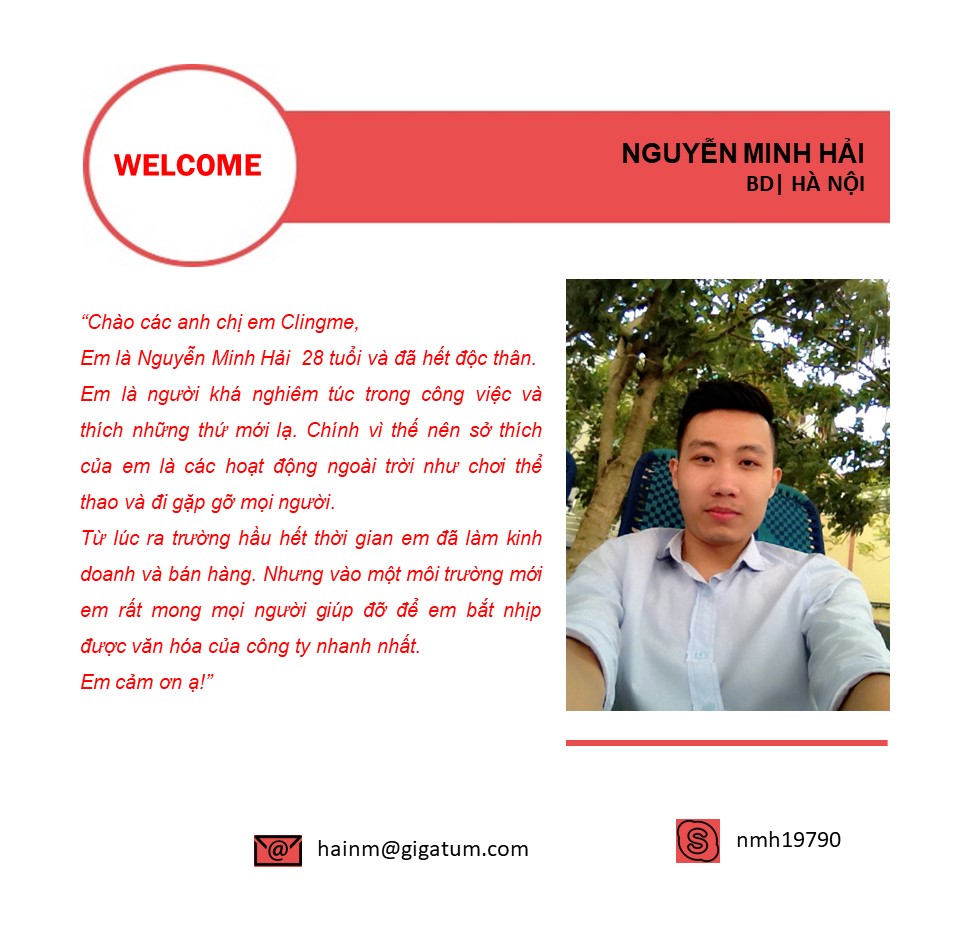 WELCOME
NGUYỄN MINH HẢI
BD| HÀ NỘI
“Chào các anh chị em Clingme,
Em là Nguyễn Minh Hải  28 tuổi và đã hết độc thân.
Em là người khá nghiêm túc trong công việc và
thích những thứ mới lạ. Chính vì thế nên sở thích
của em là các hoạt động ngoài trời như chơi thể
thao và đi gặp gỡ mọi người.
Từ lúc ra trường hầu hết thời gian em đã làm kinh
doanh và bán hàng. Nhưng vào một môi trường mới
em rất mong mọi người giúp đỡ để em bắt nhịp
được văn hóa của công ty nhanh nhất.
Em cảm ơn ạ!”
hainm@gigatum.com
nmh19790